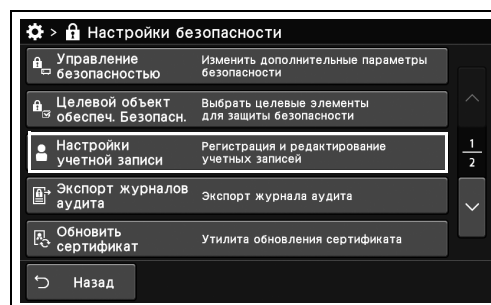 > Настройки безопасности
Управление безопасностью
Изменить дополнительные параметры безопасности
Целевой объект обеспеч. Безопасн.
Выбрать целевые элементы для защиты безопасности
Настройки учетной записи
Регистрация и редактирование учетных записей
Экспорт журналов аудита
Экспорт журнала аудита
Обновить сертификат
Утилита обновления сертификата
1
2
Назад